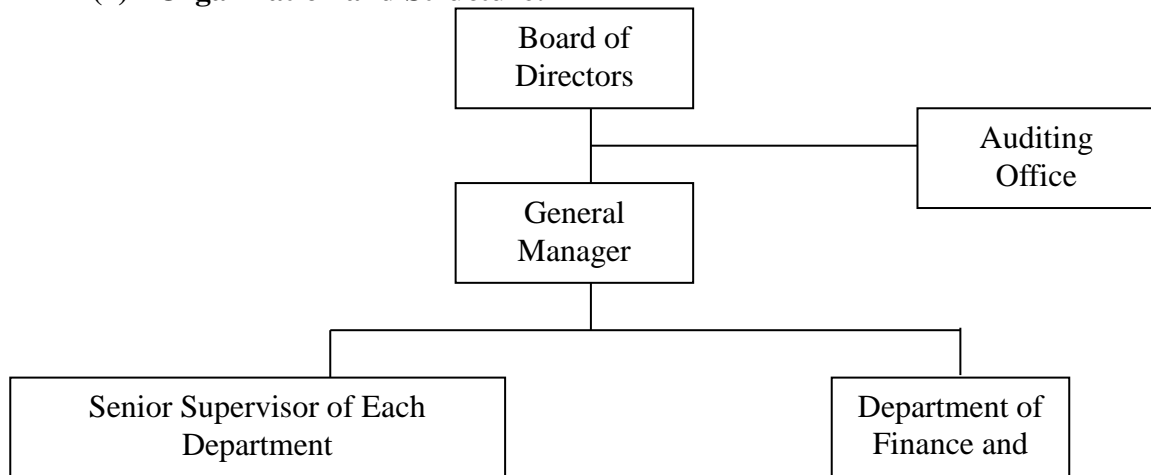 Board of
Directors
Auditing
Office
General
Manager
Senior Supervisor of Each
Department
Department of
Finance and